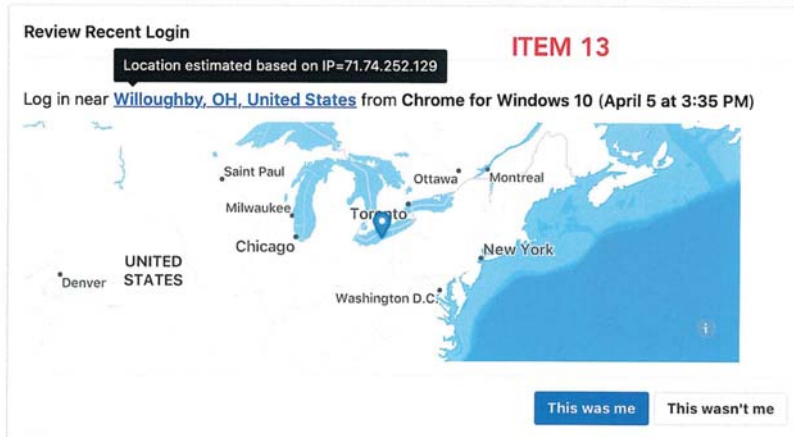 Review Recent Login
ITEM 13
Location estimated based on IP=71.74.252.129
Log in near Willoughby, OH, United States from Chrome for Windows 10 (April 5 at 3:35 PM)
Saint Paul
Ottawa
Montreal
Milwaukee
Toronto
Chicago
New York
UNITED
STATES
Denver
Washington D.C.
This was me
This wasn't me